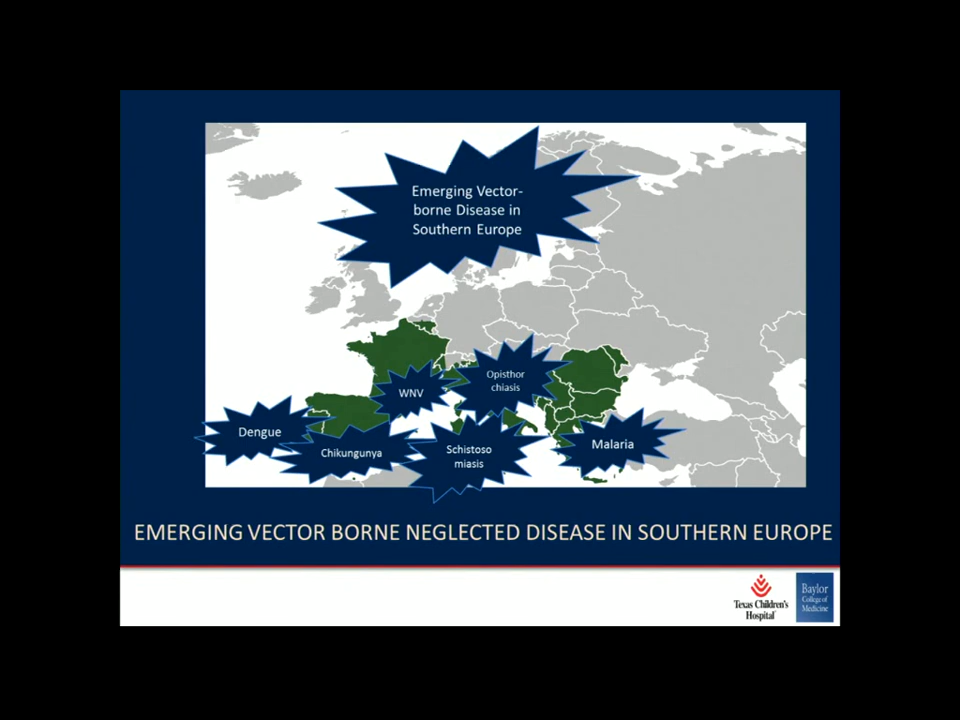 Emerging Vector-
borne Disease in
Southern Europe
Opisthor
chiasis
WNV
Dengue
Chikungunya
Schistoso
miasis
Malaria
EMERGING VECTOR BORNE NEGLECTED DISEASE IN SOUTHERN EUROPE
Texas Children's
Hospital
Baylor
College of
Medicine